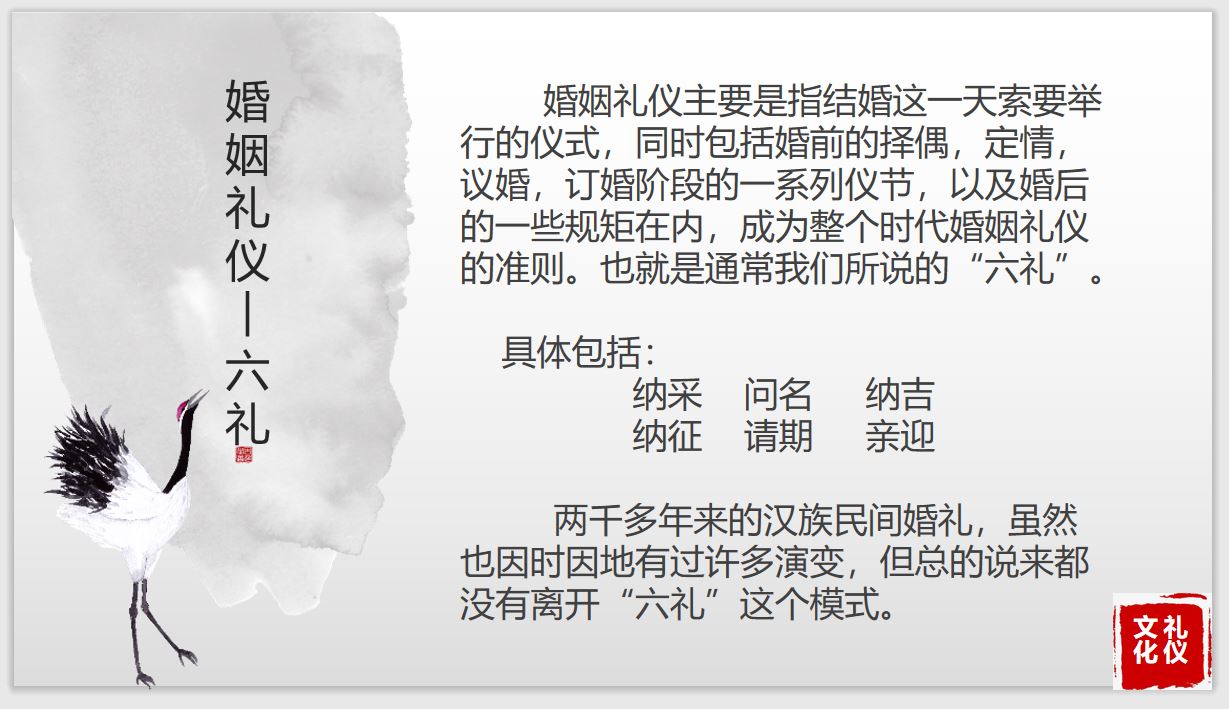 婚姻礼仪—六礼
婚姻礼仪主要是指结婚这一天索要举
行的仪式，同时包括婚前的择偶，定情，
议婚，订婚阶段的一系列仪节，以及婚后
的一些规矩在内，成为整个时代婚姻礼仪
的准则。也就是通常我们所说的“六礼”。
具体包括：
纳采 问名 纳吉
纳征 请期 亲迎
两千多年来的汉族民间婚礼，虽然
也因时因地有过许多演变，但总的说来都
没有离开“六礼”这个模式。
礼仪
文化